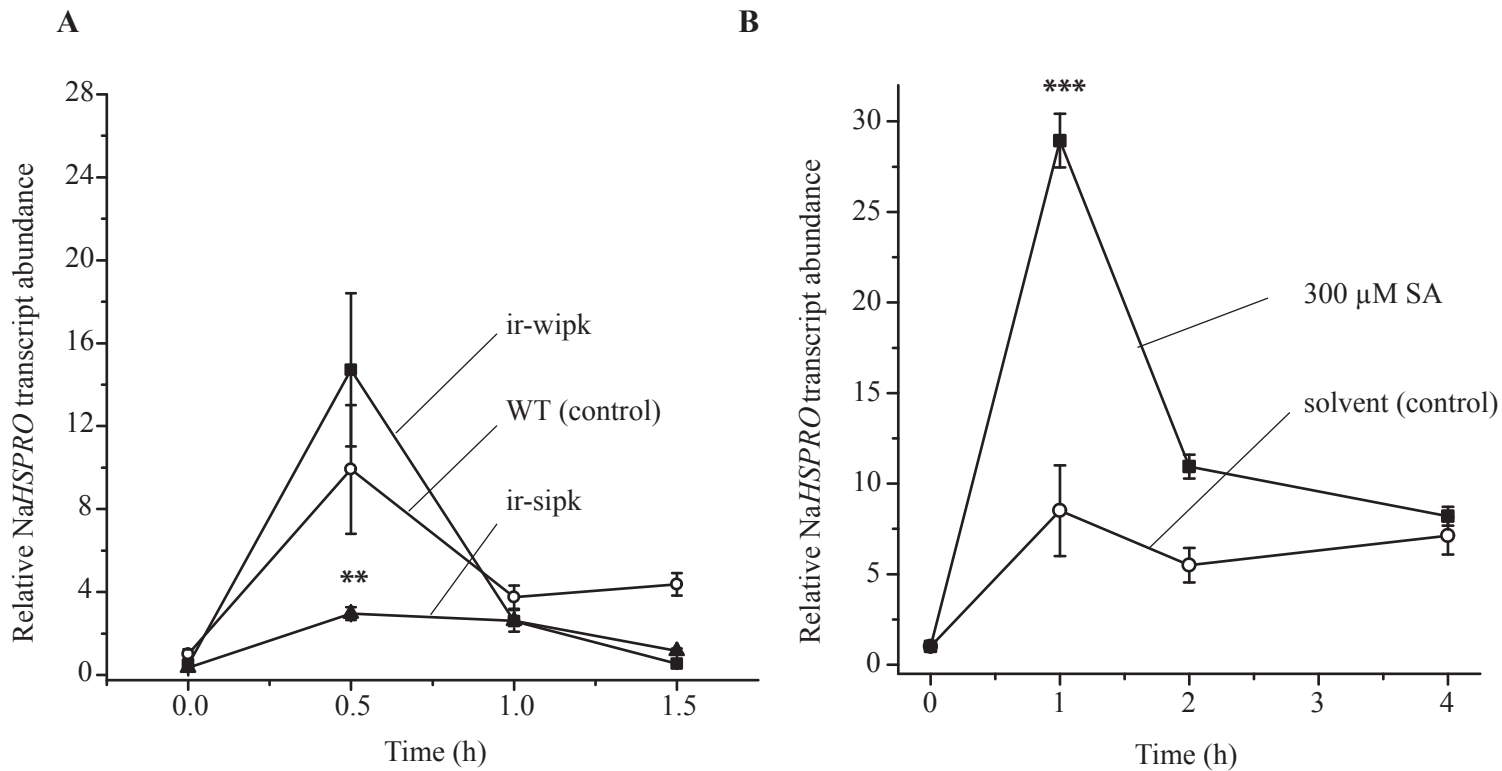 A
Relative NaHSPRO transcript abundance
28
24
20
16
12
8
4
0
ir-wipk
WT (control)
ir-sipk
**
0.0
0.5
1.0
1.5
Time (h)
B
Relative NaHSPRO transcript abundance
30
25
20
15
10
5
0
***
300 µM SA
solvent (control)
0
1
2
3
4
Time (h)